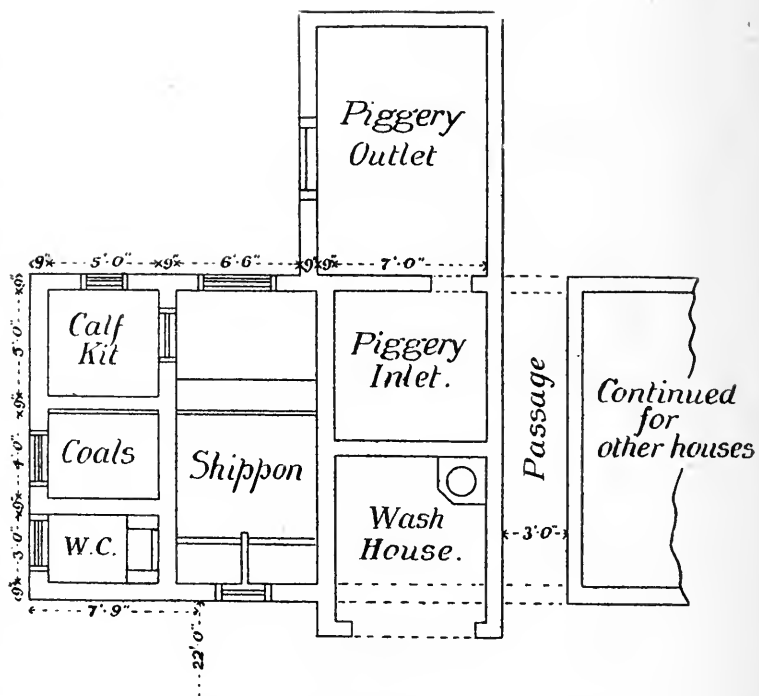 Piggery
Outlet
9" 5'·0" 9" 6'·6" 9" 9" 7'·0"
9"
5'·0"
9"
4'·0"
9"
3'·0"
9"
Calf
Kit
Piggery
Inlet.
Passage
Continued
for
other houses
Coals
Shippon
W.C.
Wash
House.
3'·0"
7'·9"
22'·0"